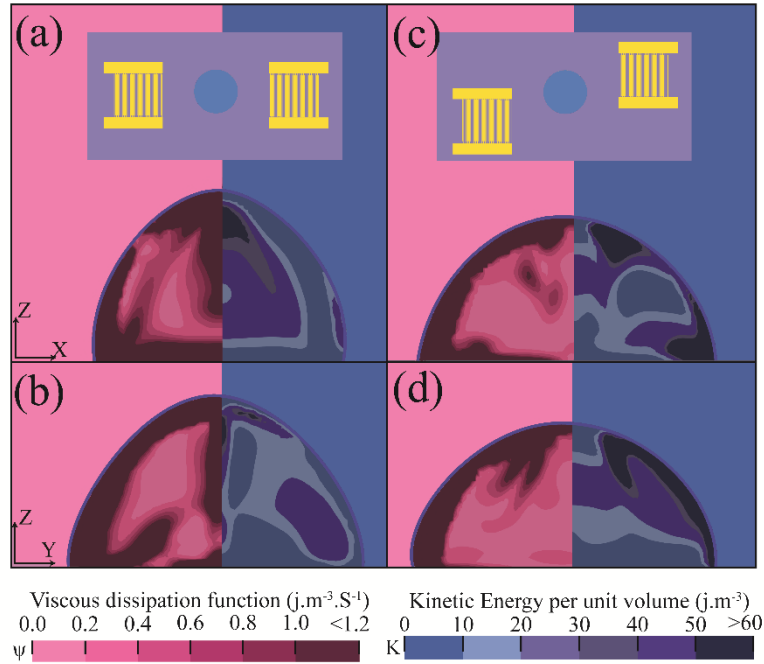 (a)
(c)
Z
X
(b)
(d)
Z
Y
Viscous dissipation function (j.m⁻³.S⁻¹)
0.0 0.2 0.4 0.6 0.8 1.0 <1.2
ψ
Kinetic Energy per unit volume (j.m⁻³)
0 10 20 30 40 50 >60
K